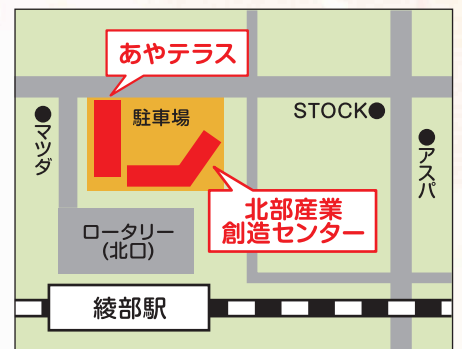 あやテラス
駐車場
STOCK●
●マツダ
●アスパ
北部産業
創造センター
ロータリー
(北口)
綾部駅